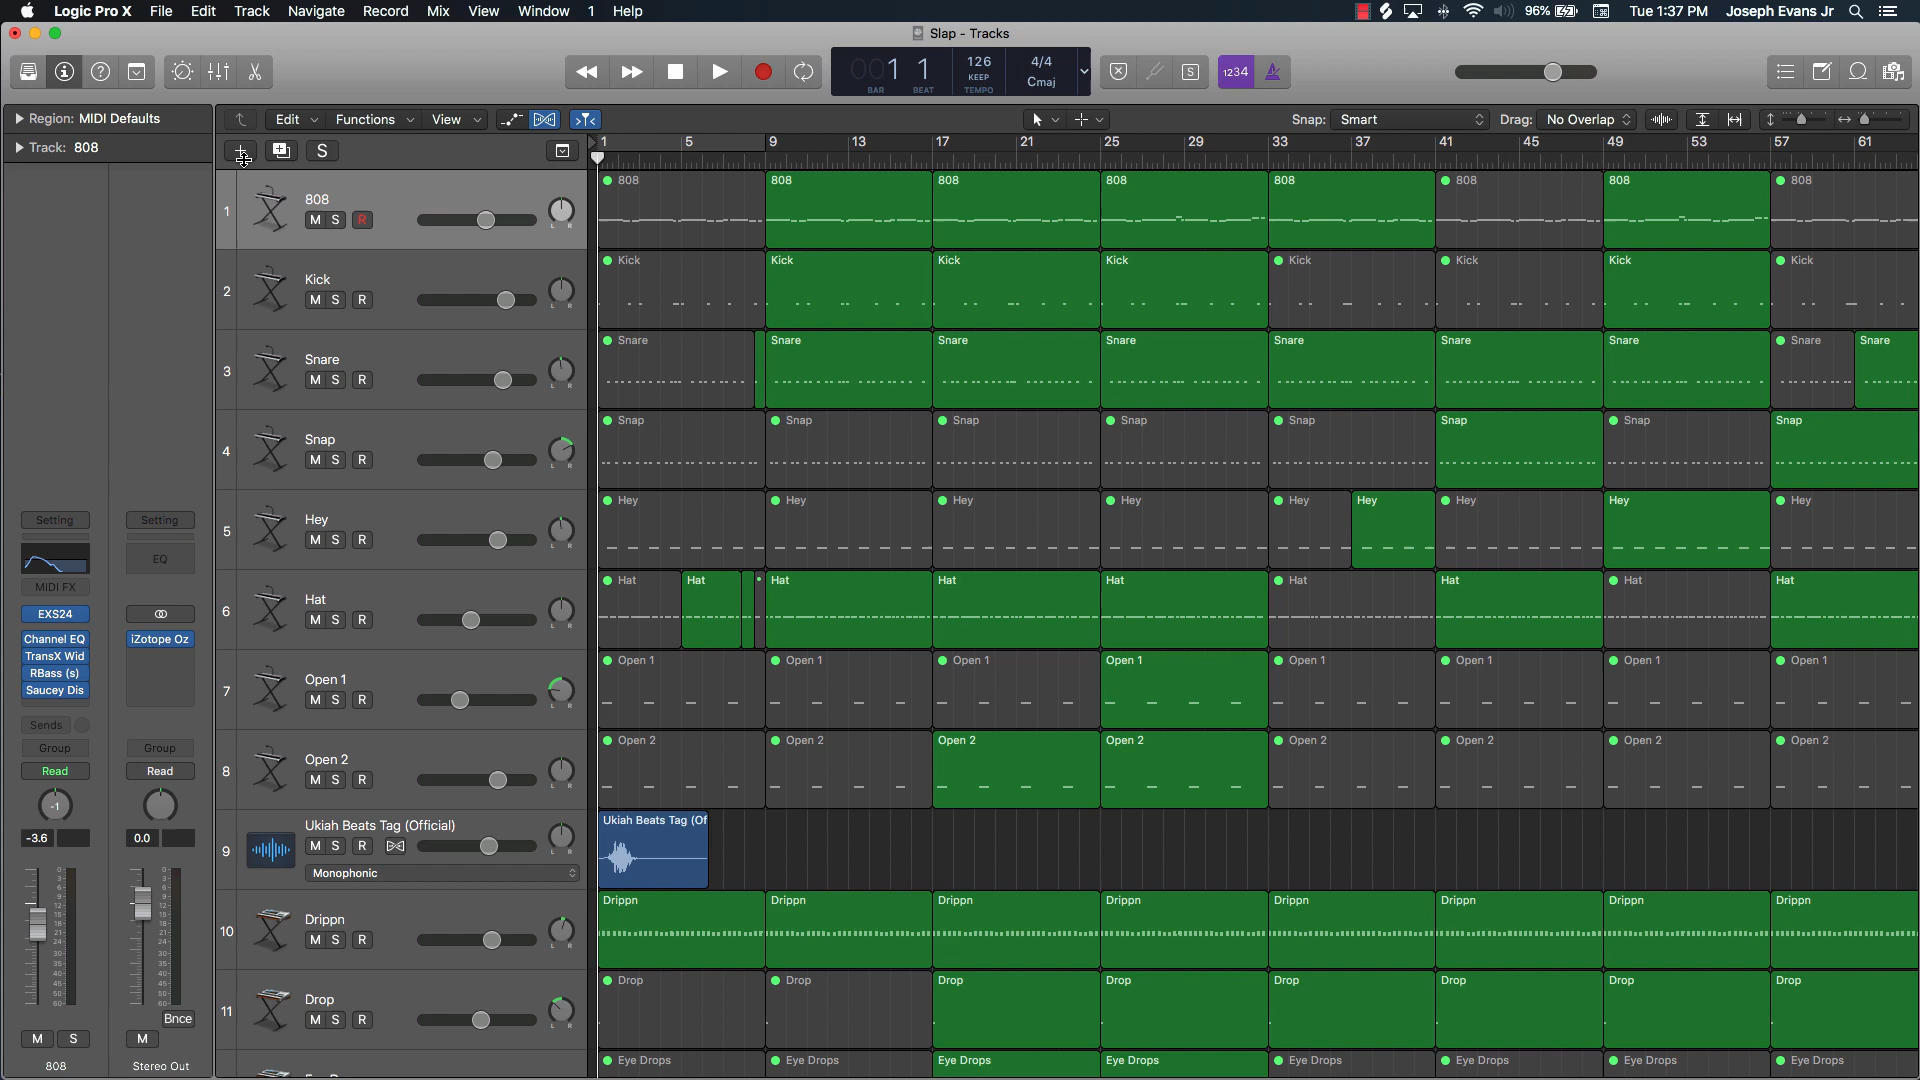 Logic Pro X File Edit Track Navigate Record Mix View Window 1 Help 96% Tue 1:37 PM Joseph Evans Jr
Slap - Tracks
001 1 126 KEEP 4/4 Cmaj
BAR BEAT TEMPO
S 1234
Region: MIDI Defaults
Edit Functions View Snap: Smart Drag: No Overlap
Track: 808
S 1 5 9 13 17 21 25 29 33 37 41 45 49 53 57 61
1 808 M S R
808 808 808 808 808 808 808 808
2 Kick M S R L R
Kick Kick Kick Kick Kick Kick Kick Kick
3 Snare M S R L R
Snare Snare Snare Snare Snare Snare Snare Snare Snare
4 Snap M S R L R
Snap Snap Snap Snap Snap Snap Snap Snap
5 Hey M S R L R
Hey Hey Hey Hey Hey Hey Hey Hey Hey
6 Hat M S R L R
Hat Hat Hat Hat Hat Hat Hat Hat Hat
7 Open 1 M S R L R
Open 1 Open 1 Open 1 Open 1 Open 1 Open 1 Open 1 Open 1
8 Open 2 M S R L R
Open 2 Open 2 Open 2 Open 2 Open 2 Open 2 Open 2 Open 2
9 Ukiah Beats Tag (Official) M S R L R
Monophonic
Ukiah Beats Tag (Of
10 Drippn M S R L R
Drippn Drippn Drippn Drippn Drippn Drippn Drippn Drippn
11 Drop M S R L R
Drop Drop Drop Drop Drop Drop Drop Drop
Eye Drops Eye Drops Eye Drops Eye Drops Eye Drops Eye Drops Eye Drops Eye Drops
Setting Setting
EQ
MIDI FX
EXS24
Channel EQ iZotope Oz
TransX Wid
RBass (s)
Saucey Dis
Sends
Group Group
Read Read
-1
-3.6 0.0
Bnce
M S M
808 Stereo Out